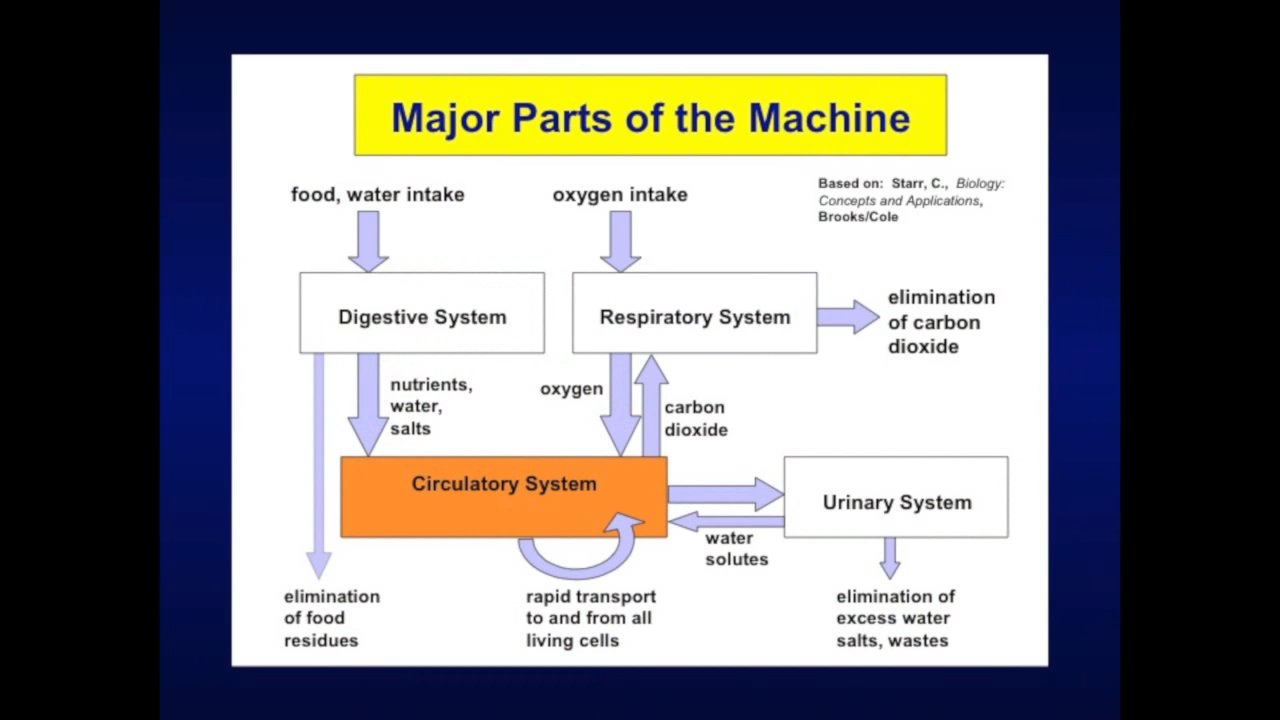 Major Parts of the Machine
food, water intake
oxygen intake
Based on: Starr, C., Biology:
Concepts and Applications,
Brooks/Cole
Digestive System
Respiratory System
elimination
of carbon
dioxide
nutrients,
water,
salts
oxygen
carbon
dioxide
Circulatory System
Urinary System
water
solutes
elimination
of food
residues
rapid transport
to and from all
living cells
elimination of
excess water
salts, wastes